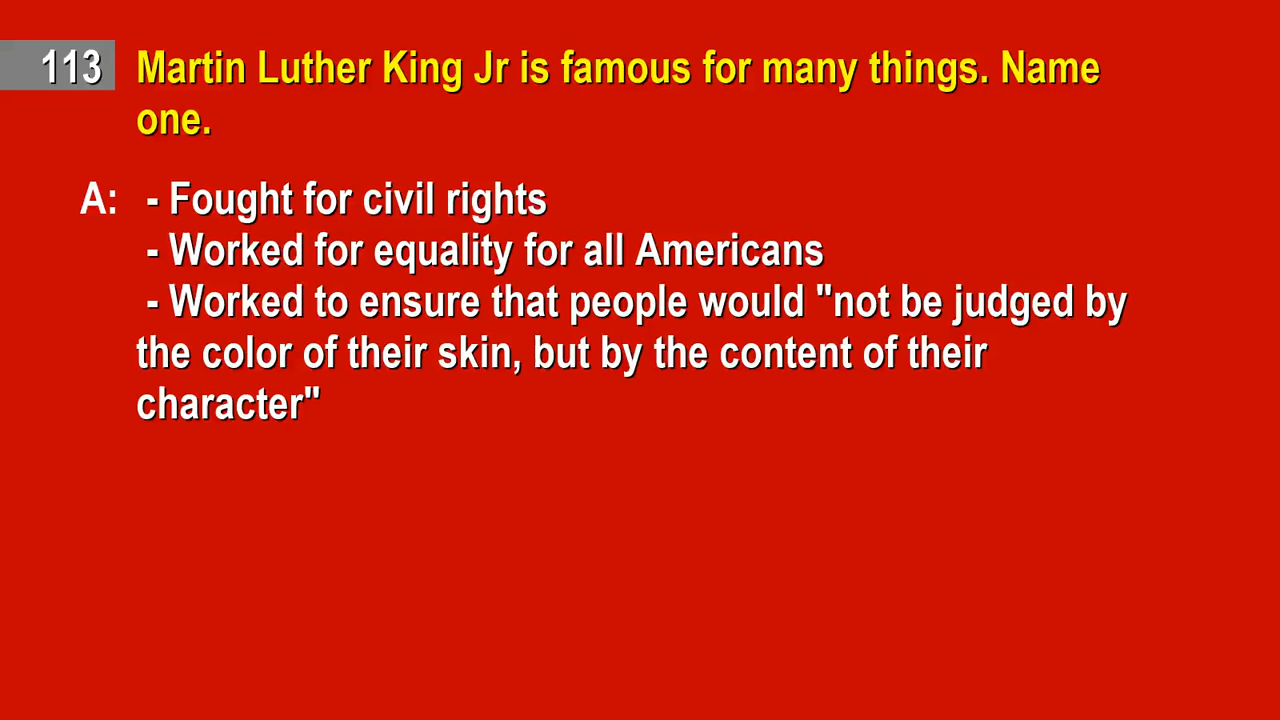 113 Martin Luther King Jr is famous for many things. Name
one.
A: - Fought for civil rights
- Worked for equality for all Americans
- Worked to ensure that people would "not be judged by
the color of their skin, but by the content of their
character"